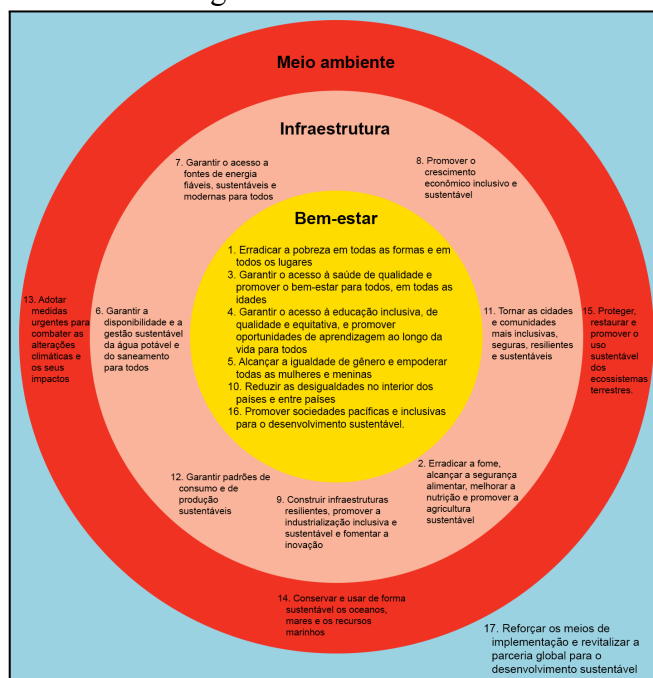 Meio ambiente
Infraestrutura
7. Garantir o acesso a
fontes de energia
fiáveis, sustentáveis e
modernas para todos
8. Promover o
crescimento
econômico inclusivo e
sustentável
Bem-estar
1. Erradicar a pobreza em todas as formas e em
todos os lugares
3. Garantir o acesso à saúde de qualidade e
promover o bem-estar para todos, em todas as
idades
4. Garantir o acesso à educação inclusiva, de
qualidade e equitativa, e promover
oportunidades de aprendizagem ao longo da
vida para todos
5. Alcançar a igualdade de gênero e empoderar
todas as mulheres e meninas
10. Reduzir as desigualdades no interior dos
países e entre países
16. Promover sociedades pacíficas e inclusivas
para o desenvolvimento sustentável.
13. Adotar
medidas
urgentes para
combater as
alterações
climáticas e
os seus
impactos
6. Garantir a
disponibilidade e a
gestão sustentável
da água potável e
do saneamento
para todos
11. Tornar as cidades
e comunidades
mais inclusivas,
seguras, resilientes
e sustentáveis
15. Proteger,
restaurar e
promover o
uso
sustentável
dos
ecossistemas
terrestres.
12. Garantir padrões de
consumo e de
produção
sustentáveis
9. Construir infraestruturas
resilientes, promover a
industrialização inclusiva e
sustentável e fomentar a
inovação
2. Erradicar a fome,
alcançar a segurança
alimentar, melhorar a
nutrição e promover a
agricultura
sustentável
14. Conservar e usar de forma
sustentável os oceanos,
mares e os recursos
marinhos
17. Reforçar os meios de
implementação e revitalizar a
parceria global para o
desenvolvimento sustentável